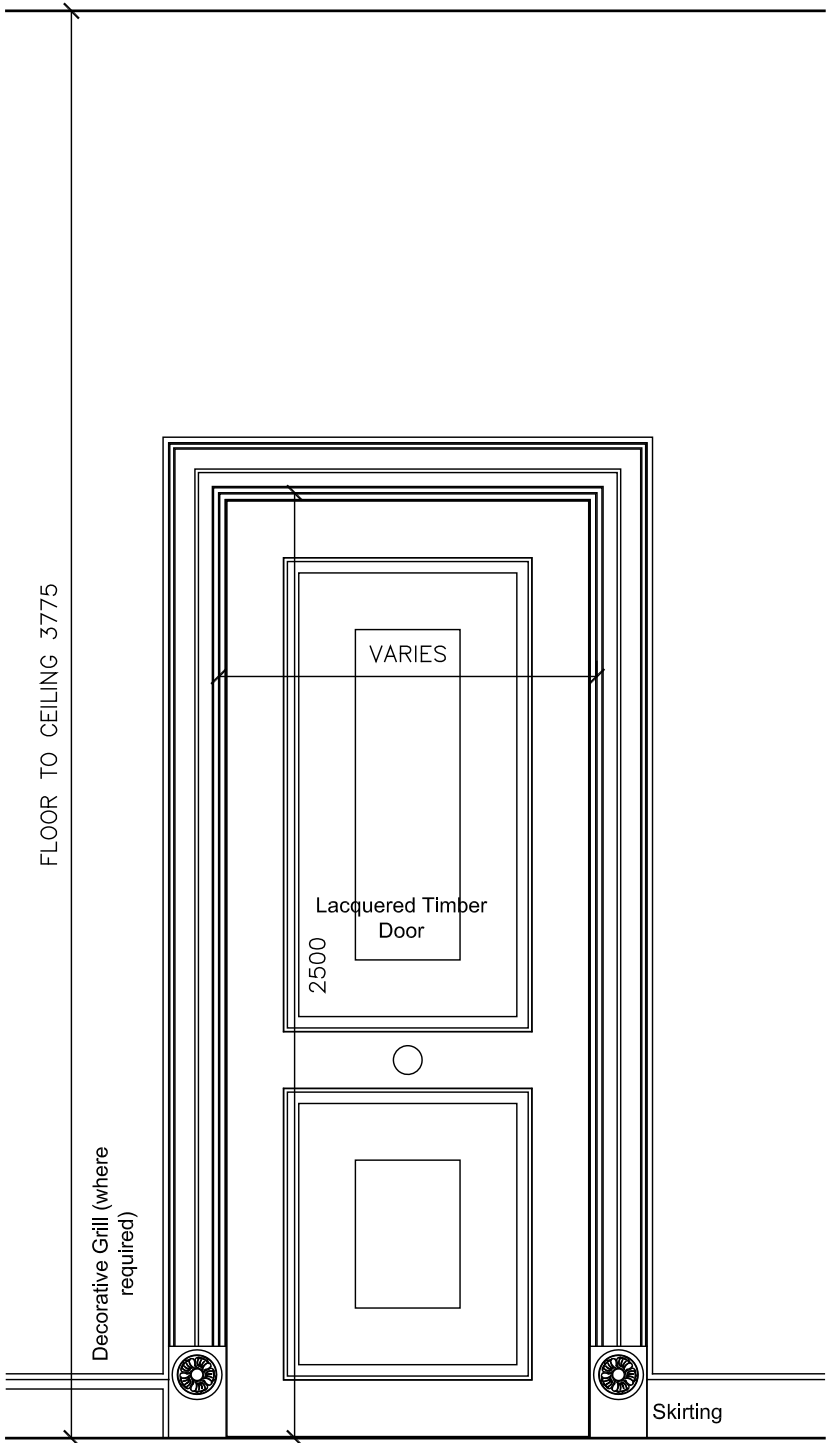 FLOOR TO CEILING 3775
VARIES
Lacquered Timber
Door
2500
Decorative Grill (where
required)
Skirting